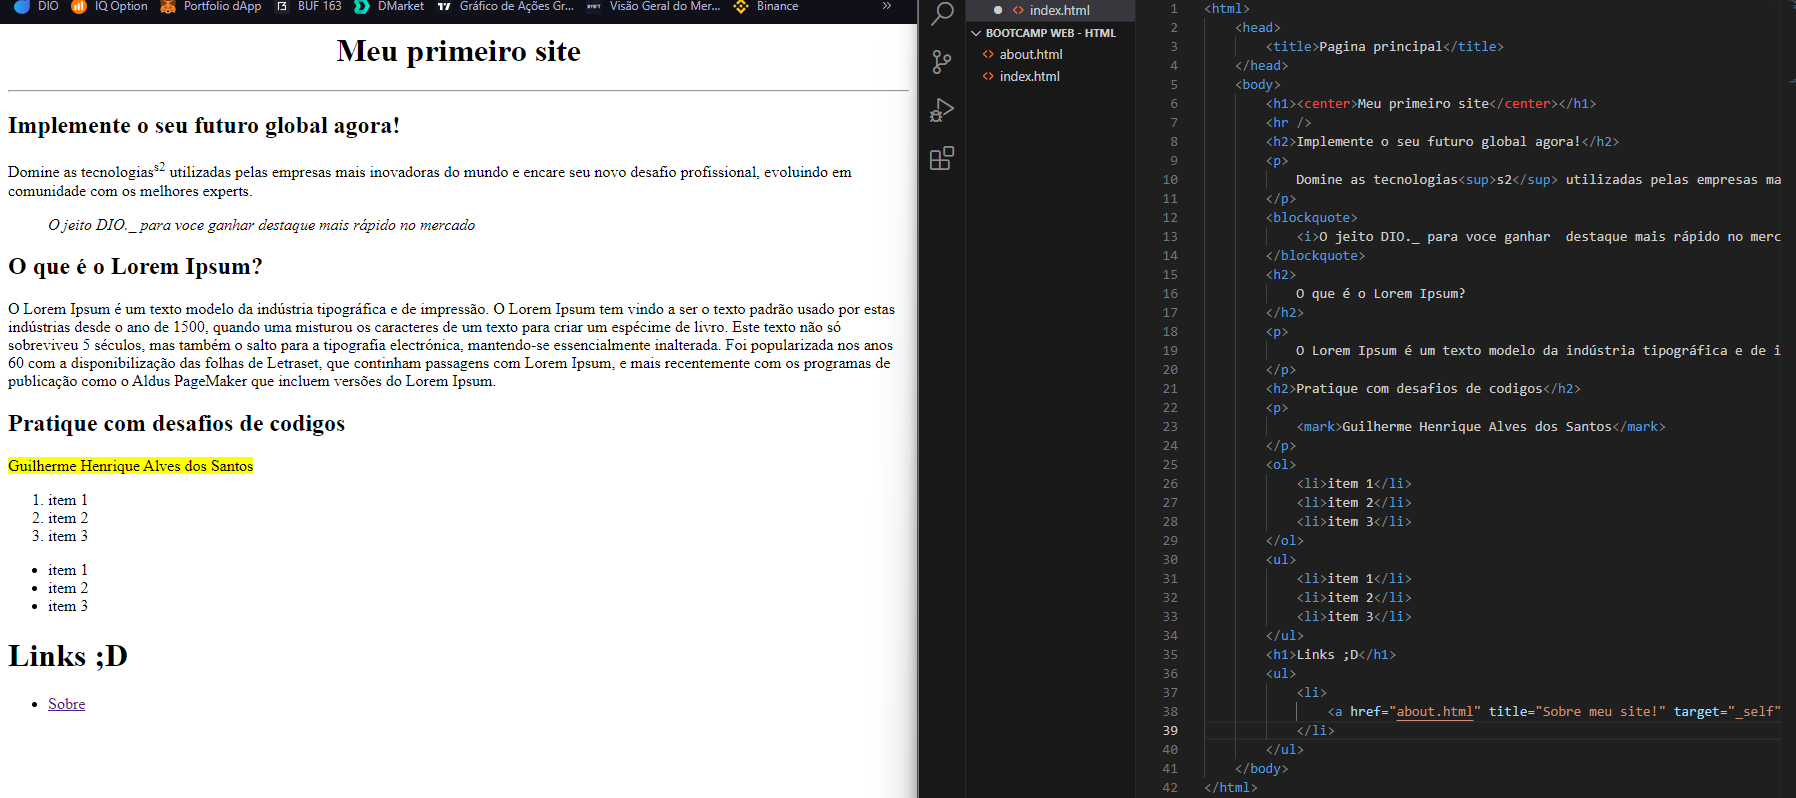 DIO IQ Option Portfolio dApp BUF 163 DMarket Gráfico de Ações Gr... Visão Geral do Mer... Binance »
Meu primeiro site
Implemente o seu futuro global agora!
Domine as tecnologiass2 utilizadas pelas empresas mais inovadoras do mundo e encare seu novo desafio profissional, evoluindo em
comunidade com os melhores experts.
O jeito DIO._ para voce ganhar destaque mais rápido no mercado
O que é o Lorem Ipsum?
O Lorem Ipsum é um texto modelo da indústria tipográfica e de impressão. O Lorem Ipsum tem vindo a ser o texto padrão usado por estas
indústrias desde o ano de 1500, quando uma misturou os caracteres de um texto para criar um espécime de livro. Este texto não só
sobreviveu 5 séculos, mas também o salto para a tipografia electrónica, mantendo-se essencialmente inalterada. Foi popularizada nos anos
60 com a disponibilização das folhas de Letraset, que continham passagens com Lorem Ipsum, e mais recentemente com os programas de
publicação como o Aldus PageMaker que incluem versões do Lorem Ipsum.
Pratique com desafios de codigos
Guilherme Henrique Alves dos Santos
1. item 1
2. item 2
3. item 3
• item 1
• item 2
• item 3
Links ;D
• Sobre
index.html
BOOTCAMP WEB - HTML
about.html
index.html
1 <html>
2 <head>
3 <title>Pagina principal</title>
4 </head>
5 <body>
6 <h1><center>Meu primeiro site</center></h1>
7 <hr />
8 <h2>Implemente o seu futuro global agora!</h2>
9 <p>
10 Domine as tecnologias<sup>s2</sup> utilizadas pelas empresas ma
11 </p>
12 <blockquote>
13 <i>O jeito DIO._ para voce ganhar  destaque mais rápido no merc
14 </blockquote>
15 <h2>
16 O que é o Lorem Ipsum?
17 </h2>
18 <p>
19 O Lorem Ipsum é um texto modelo da indústria tipográfica e de i
20 </p>
21 <h2>Pratique com desafios de codigos</h2>
22 <p>
23 <mark>Guilherme Henrique Alves dos Santos</mark>
24 </p>
25 <ol>
26 <li>item 1</li>
27 <li>item 2</li>
28 <li>item 3</li>
29 </ol>
30 <ul>
31 <li>item 1</li>
32 <li>item 2</li>
33 <li>item 3</li>
34 </ul>
35 <h1>Links ;D</h1>
36 <ul>
37 <li>
38 <a href="about.html" title="Sobre meu site!" target="_self"
39 </li>
40 </ul>
41 </body>
42 </html>